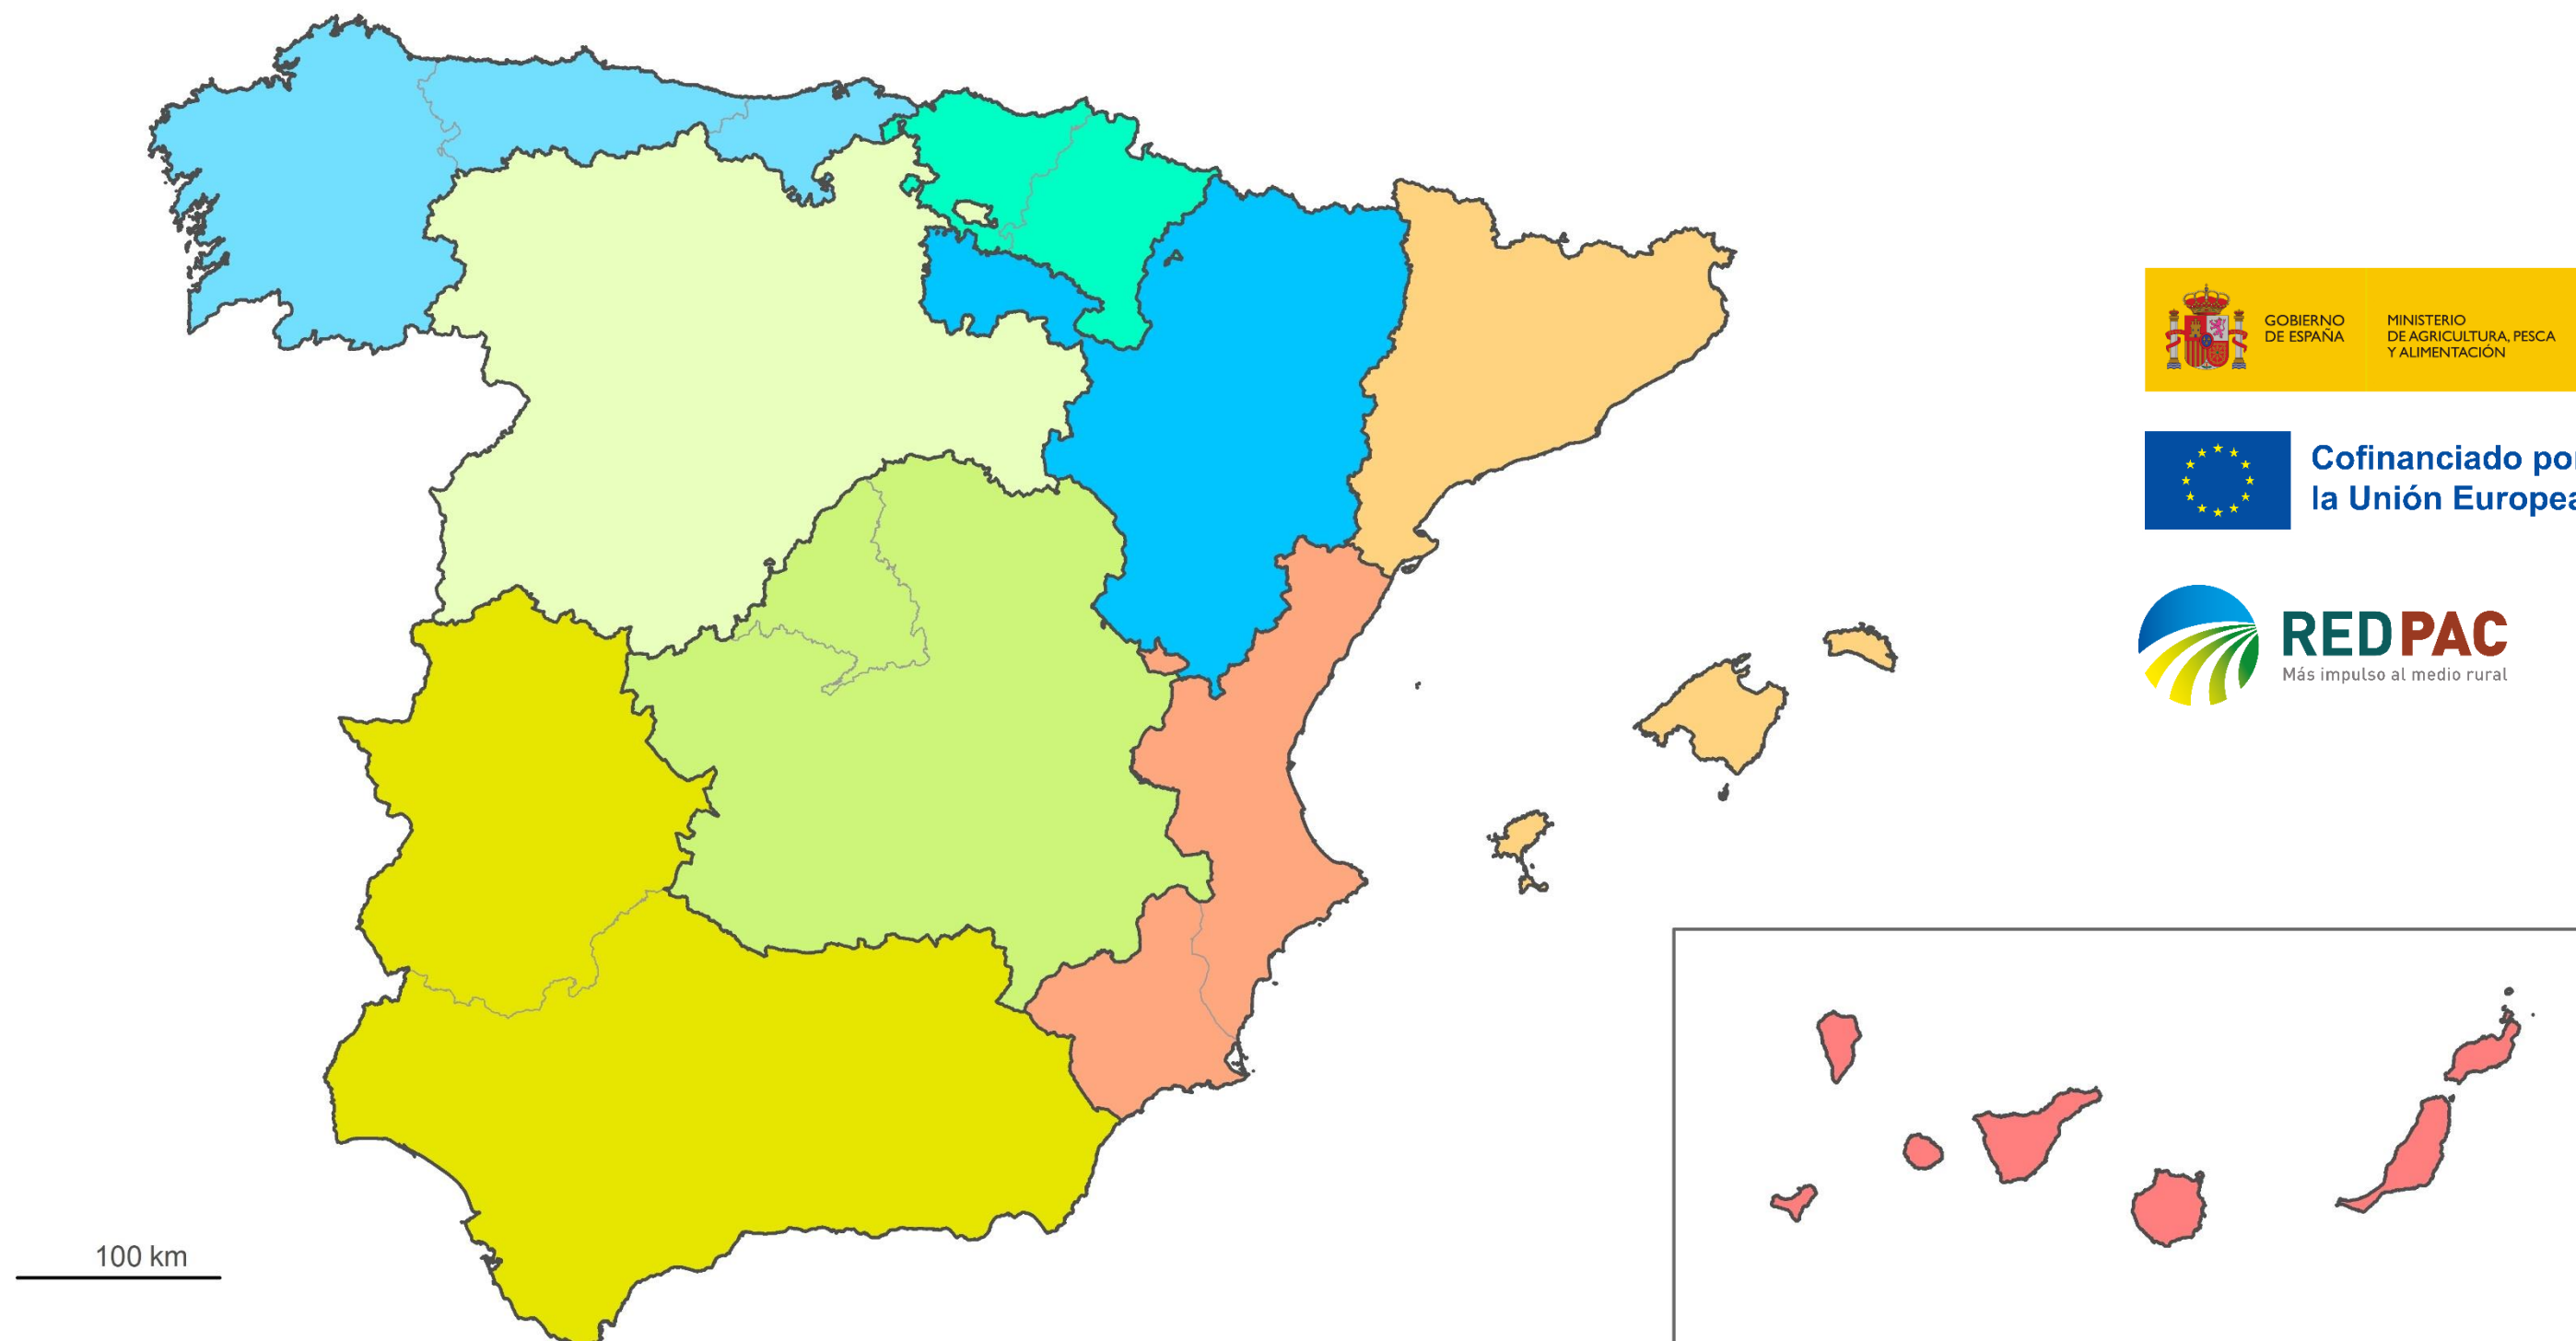 GOBIERNO
DE ESPAÑA
MINISTERIO
DE AGRICULTURA, PESCA
Y ALIMENTACIÓN
Cofinanciado por
la Unión Europea
REDPAC
Más impulso al medio rural
100 km